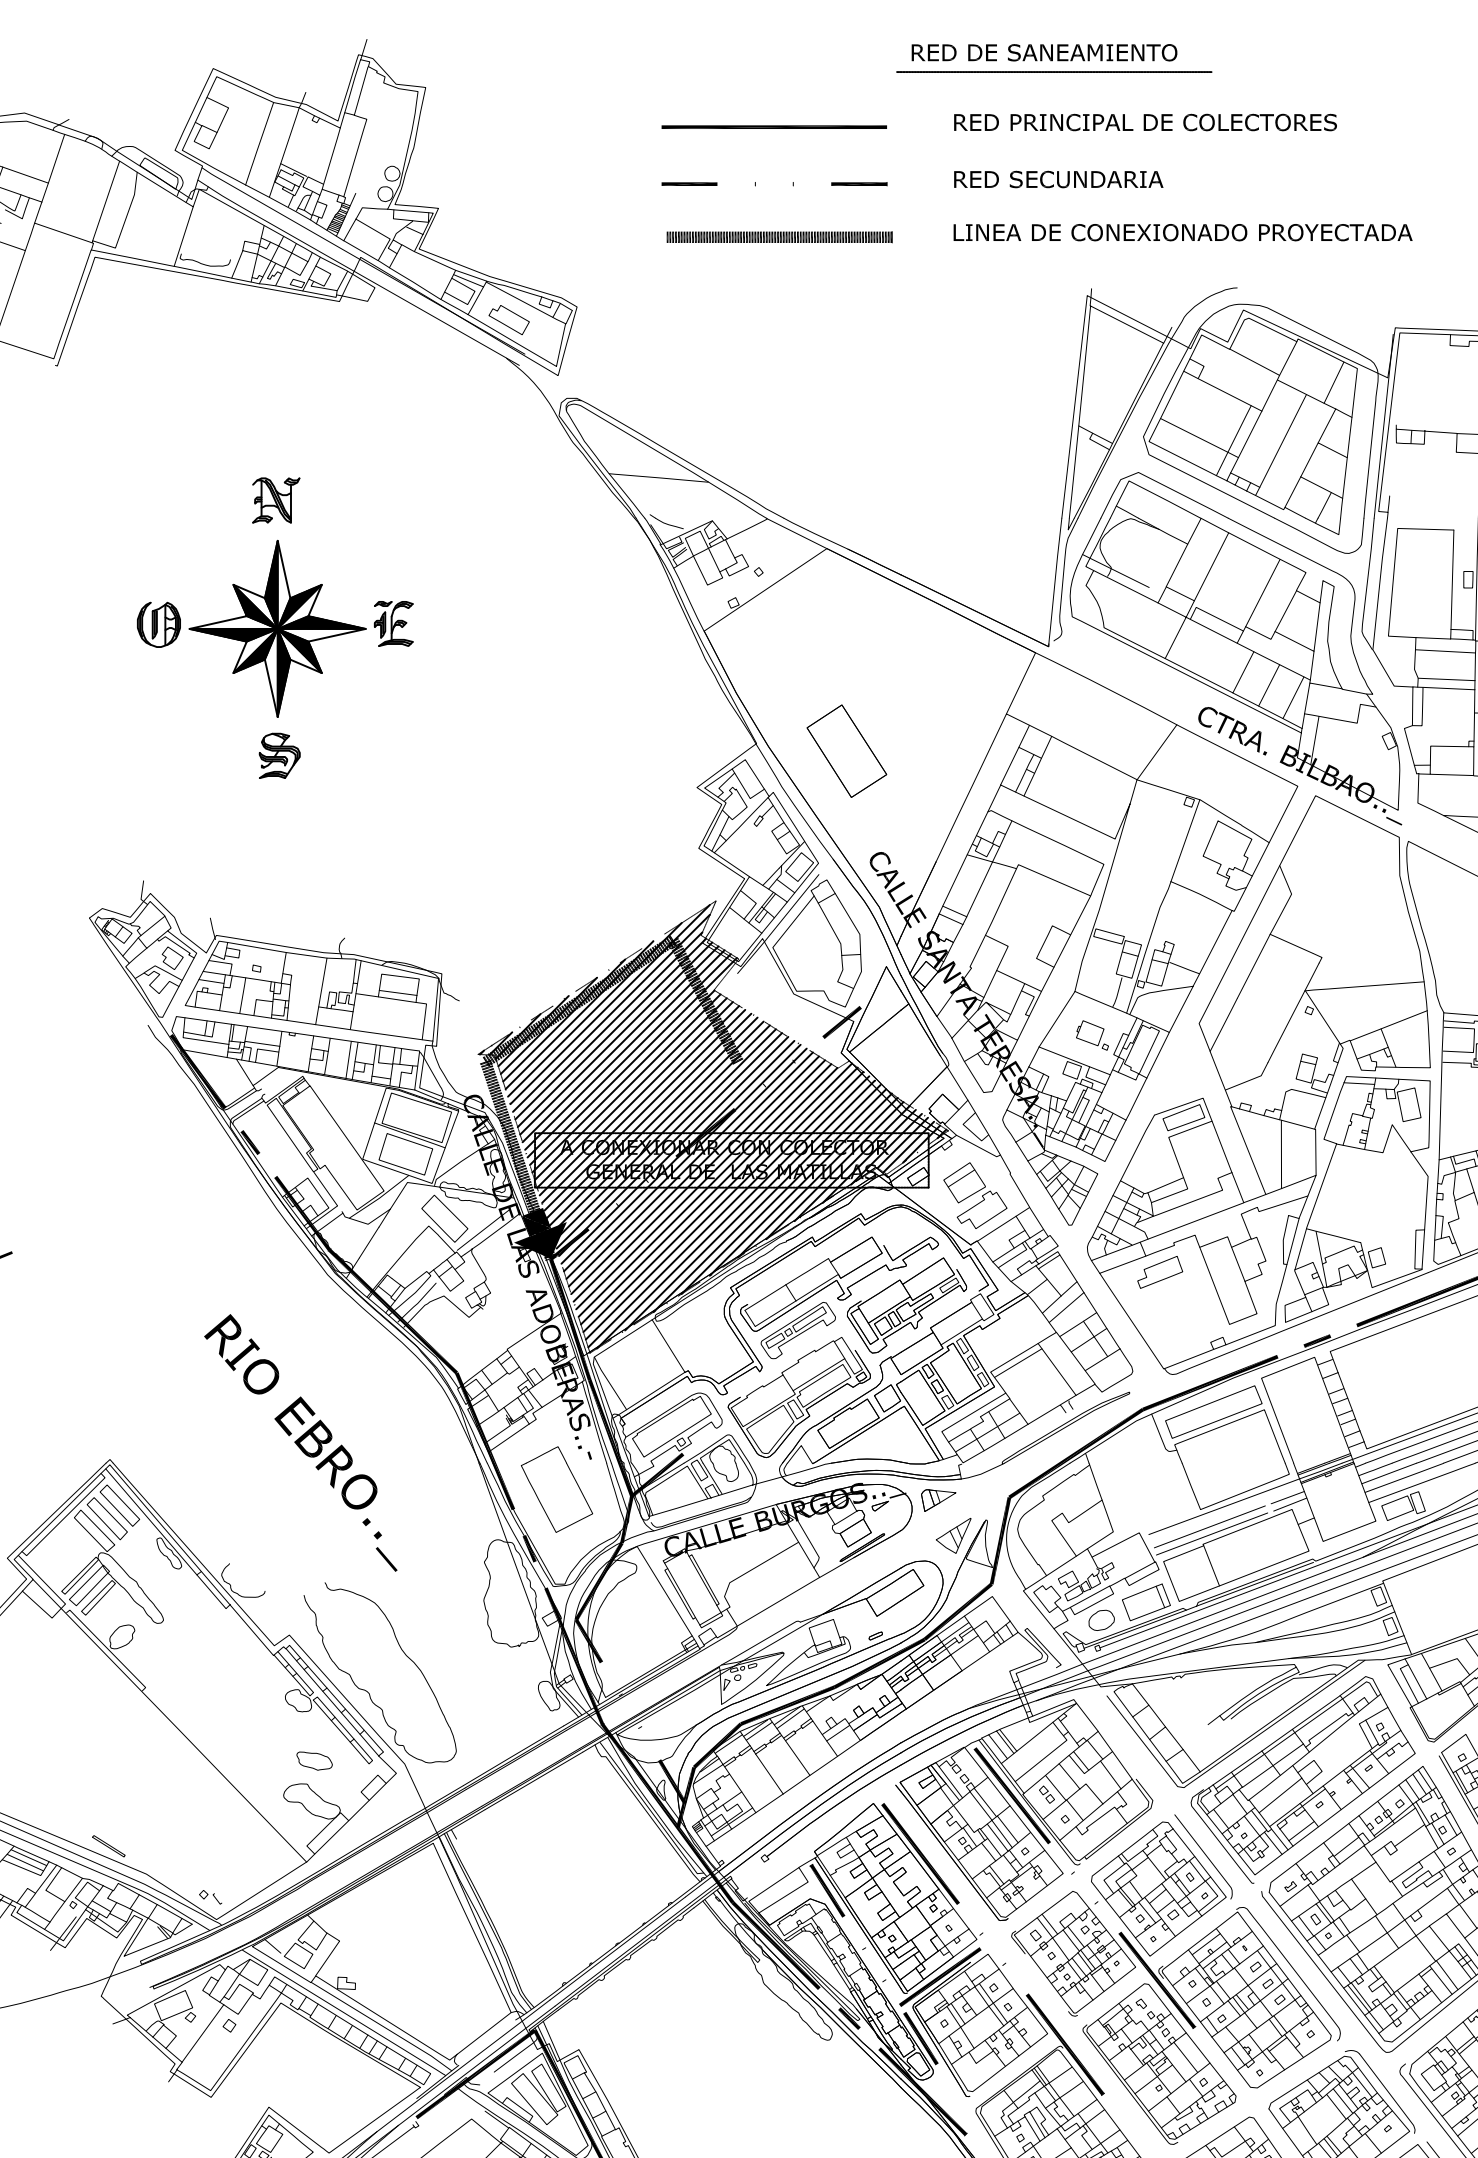 RED DE SANEAMIENTO
RED PRINCIPAL DE COLECTORES
RED SECUNDARIA
LINEA DE CONEXIONADO PROYECTADA
N
O
E
S
CTRA. BILBAO.._
CALLE SANTA TERESA.._
CALLE DE LAS ADOBERAS..-
A CONEXIONAR CON COLECTOR
GENERAL DE LAS MATILLAS
RIO EBRO.._
CALLE BURGOS.._